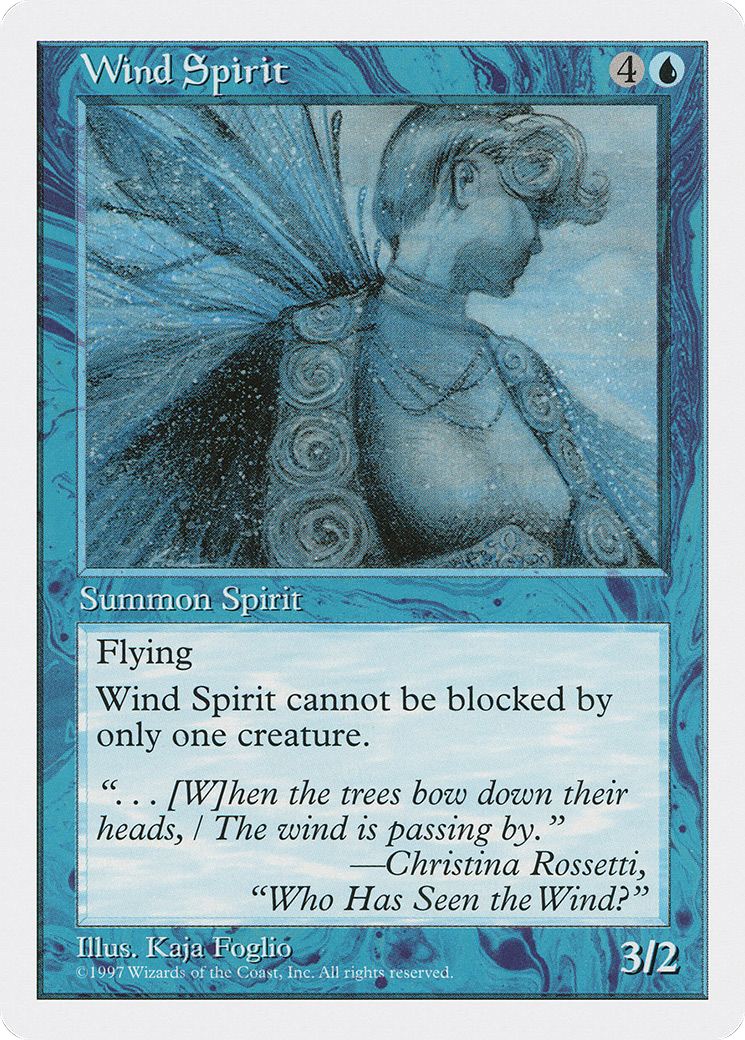 Wind Spirit 4
Summon Spirit
Flying
Wind Spirit cannot be blocked by
only one creature.
“. . . [W]hen the trees bow down their
heads, / The wind is passing by.”
—Christina Rossetti,
“Who Has Seen the Wind?”
Illus. Kaja Foglio
©1997 Wizards of the Coast, Inc. All rights reserved.
3/2